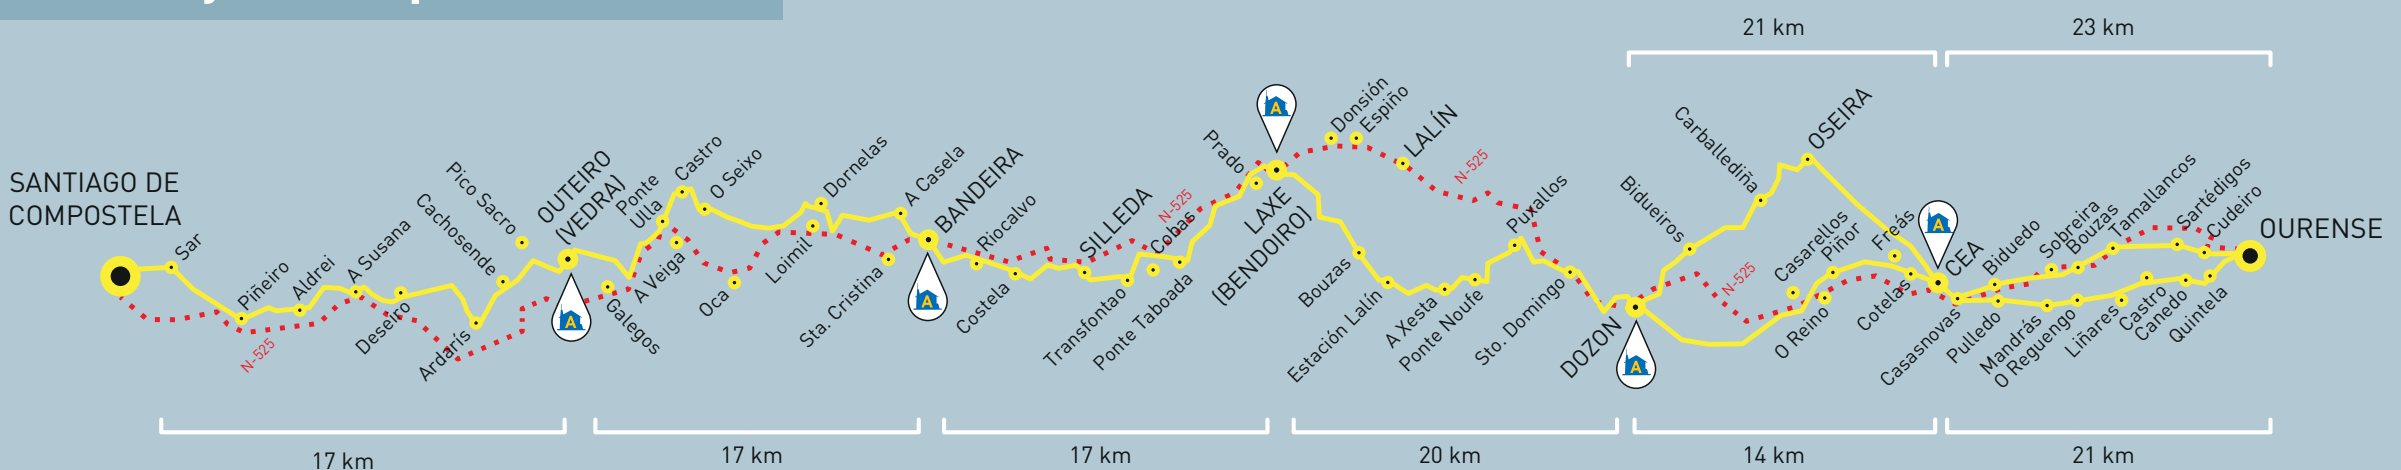 21 km
23 km
SANTIAGO DE
COMPOSTELA
Sar
Piñeiro
Aldrei
A Susana
Deseiro
Cachosende
Ardarís
Pico Sacro
OUTEIRO
(VEDRA)
Galegos
Ponte
Ulla
A Veiga
Castro
O Seixo
Oca
Loimil
Dornelas
Sta. Cristina
A Casela
BANDEIRA
Riocalvo
Costela
SILLEDA
Transfontao
Cobas
Ponte Taboada
Prado
LAXE
(BENDOIRO)
Donsión
Espiño
LALÍN
Bouzas
Estación Lalín
A Xesta
Ponte Noufe
Puxallos
Sto. Domingo
DOZON
Bidueiros
Carballediña
OSEIRA
Casarellos
O Reino
Piñor
Freás
Cotelas
CEA
Casasnovas
Biduedo
Pulledo
Sobreira
Mandrás
Bouzas
O Reguengo
Tamallancos
Liñares
Castro
Sartédigos
Canedo
Cudeiro
Quintela
OURENSE
N-525
N-525
N-525
N-525
A
A
A
A
A
17 km
17 km
17 km
20 km
14 km
21 km